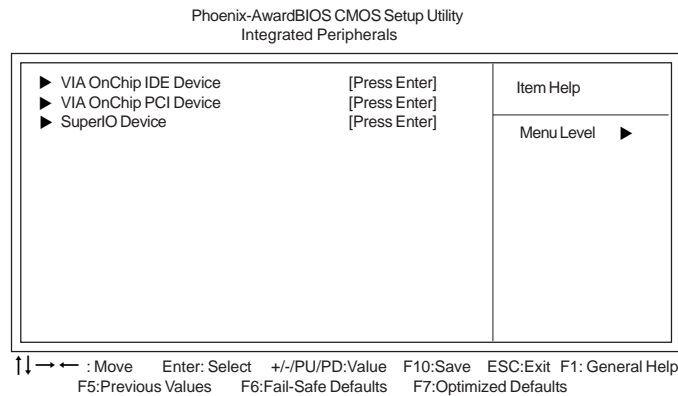 Phoenix-AwardBIOS CMOS Setup Utility
Integrated Peripherals
VIA OnChip IDE Device [Press Enter]
VIA OnChip PCI Device [Press Enter]
SuperIO Device [Press Enter]
Item Help
Menu Level ▶
↑↓→← : Move Enter: Select +/-/PU/PD:Value F10:Save ESC:Exit F1: General Help
F5:Previous Values F6:Fail-Safe Defaults F7:Optimized Defaults